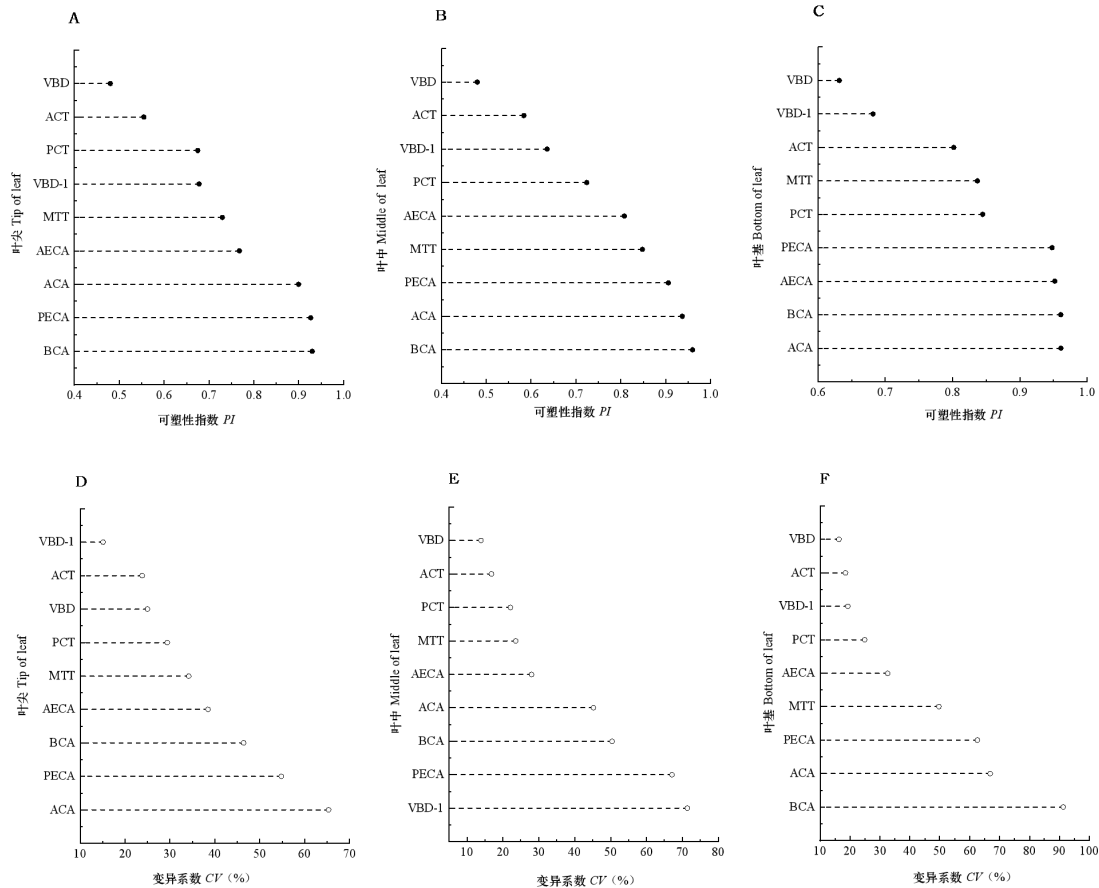 A
叶尖 Tip of leaf
VBD
ACT
PCT
VBD-1
MTT
AECA
ACA
PECA
BCA
0.4 0.5 0.6 0.7 0.8 0.9 1.0
可塑性指数 PI
B
叶中 Middle of leaf
VBD
ACT
VBD-1
PCT
AECA
MTT
PECA
ACA
BCA
0.4 0.5 0.6 0.7 0.8 0.9 1.0
可塑性指数 PI
C
叶基 Bottom of leaf
VBD
VBD-1
ACT
MTT
PCT
PECA
AECA
BCA
ACA
0.6 0.7 0.8 0.9 1.0
可塑性指数 PI
D
叶尖 Tip of leaf
VBD-1
ACT
VBD
PCT
MTT
AECA
BCA
PECA
ACA
10 20 30 40 50 60 70
变异系数 CV（%）
E
叶中 Middle of leaf
VBD
ACT
PCT
MTT
AECA
ACA
BCA
PECA
VBD-1
10 20 30 40 50 60 70 80
变异系数 CV（%）
F
叶基 Bottom of leaf
VBD
ACT
VBD-1
PCT
AECA
MTT
PECA
ACA
BCA
10 20 30 40 50 60 70 80 90 100
变异系数 CV（%）